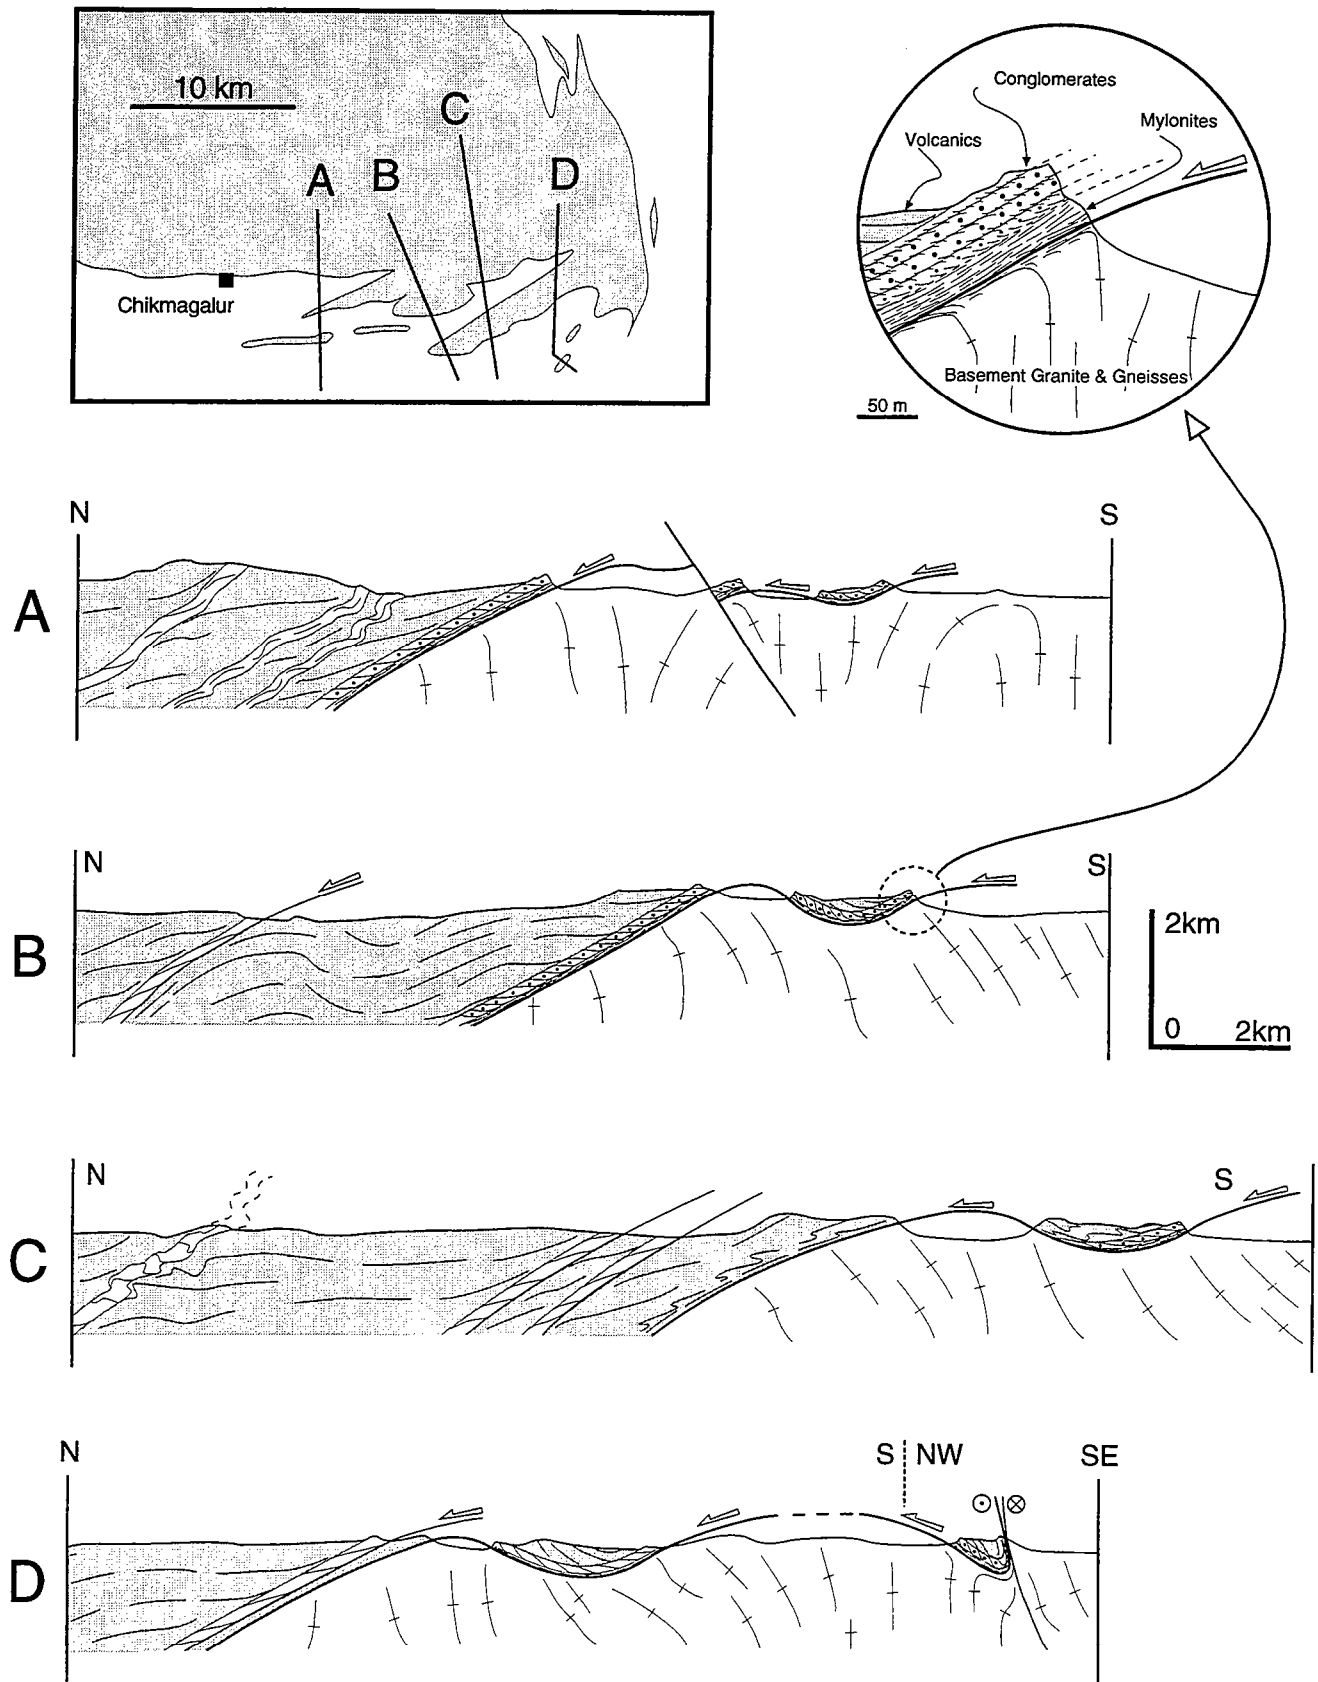 10 km
A
B
C
D
Chikmagalur
Conglomerates
Volcanics
Mylonites
Basement Granite & Gneisses
50 m
N
S
A
N
S
B
2km
0
2km
N
S
C
N
S
NW
SE
D